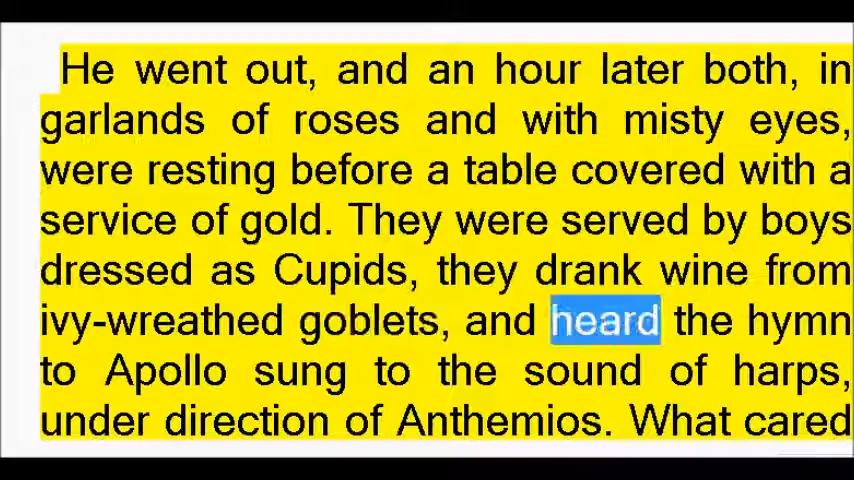 He went out, and an hour later both, in
garlands of roses and with misty eyes,
were resting before a table covered with a
service of gold. They were served by boys
dressed as Cupids, they drank wine from
ivy-wreathed goblets, and heard the hymn
to Apollo sung to the sound of harps,
under direction of Anthemios. What cared